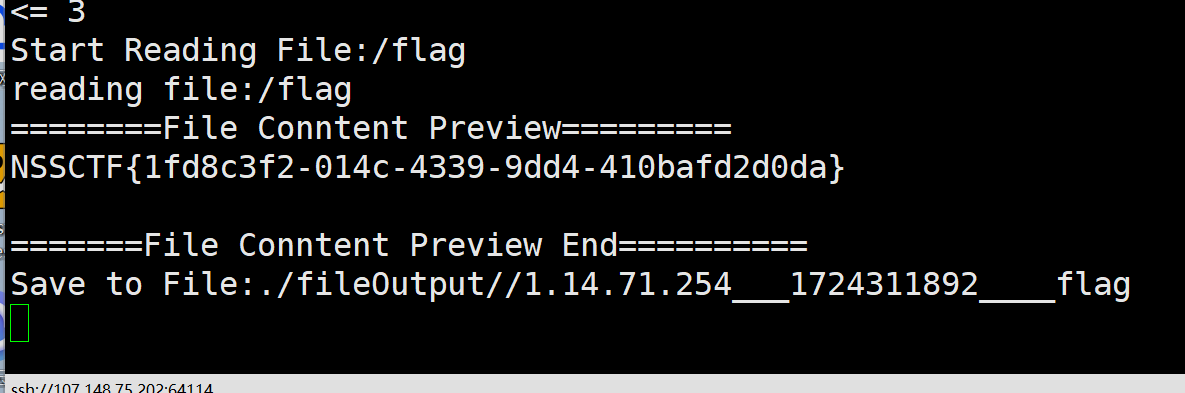 <= 3
Start Reading File:/flag
reading file:/flag
========File Conntent Preview=========
NSSCTF{1fd8c3f2-014c-4339-9dd4-410bafd2d0da}
=======File Conntent Preview End==========
Save to File:./fileOutput//1.14.71.254___1724311892____flag
ssh://107.148.75.202:64114